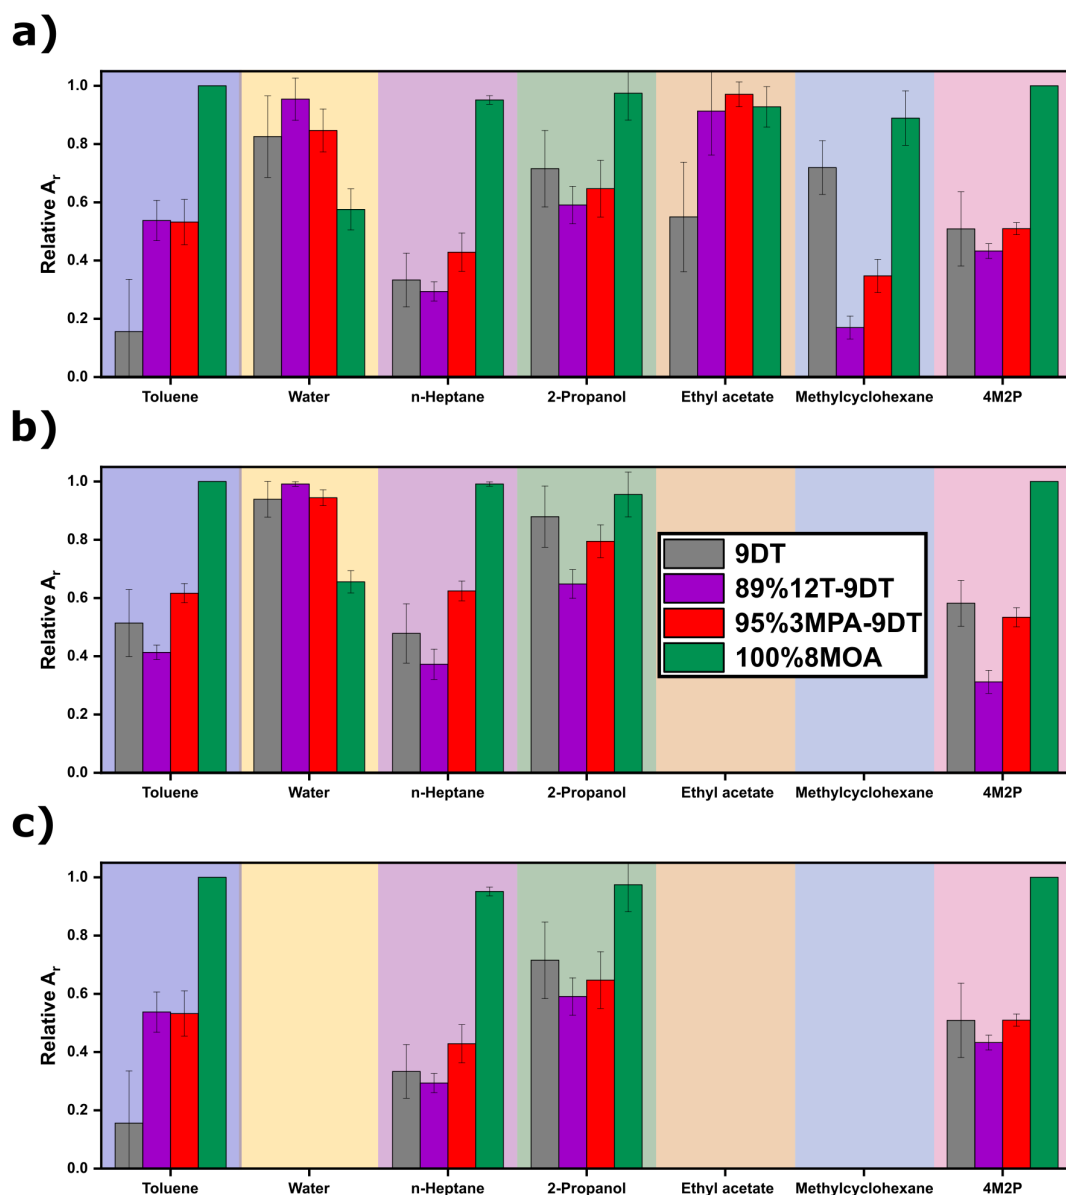 a)
Relative Aᵣ
1.0
0.8
0.6
0.4
0.2
0.0
Toluene Water n-Heptane 2-Propanol Ethyl acetate Methylcyclohexane 4M2P
b)
Relative Aᵣ
1.0
0.8
0.6
0.4
0.2
0.0
9DT
89%12T-9DT
95%3MPA-9DT
100%8MOA
Toluene Water n-Heptane 2-Propanol Ethyl acetate Methylcyclohexane 4M2P
c)
Relative Aᵣ
1.0
0.8
0.6
0.4
0.2
0.0
Toluene Water n-Heptane 2-Propanol Ethyl acetate Methylcyclohexane 4M2P